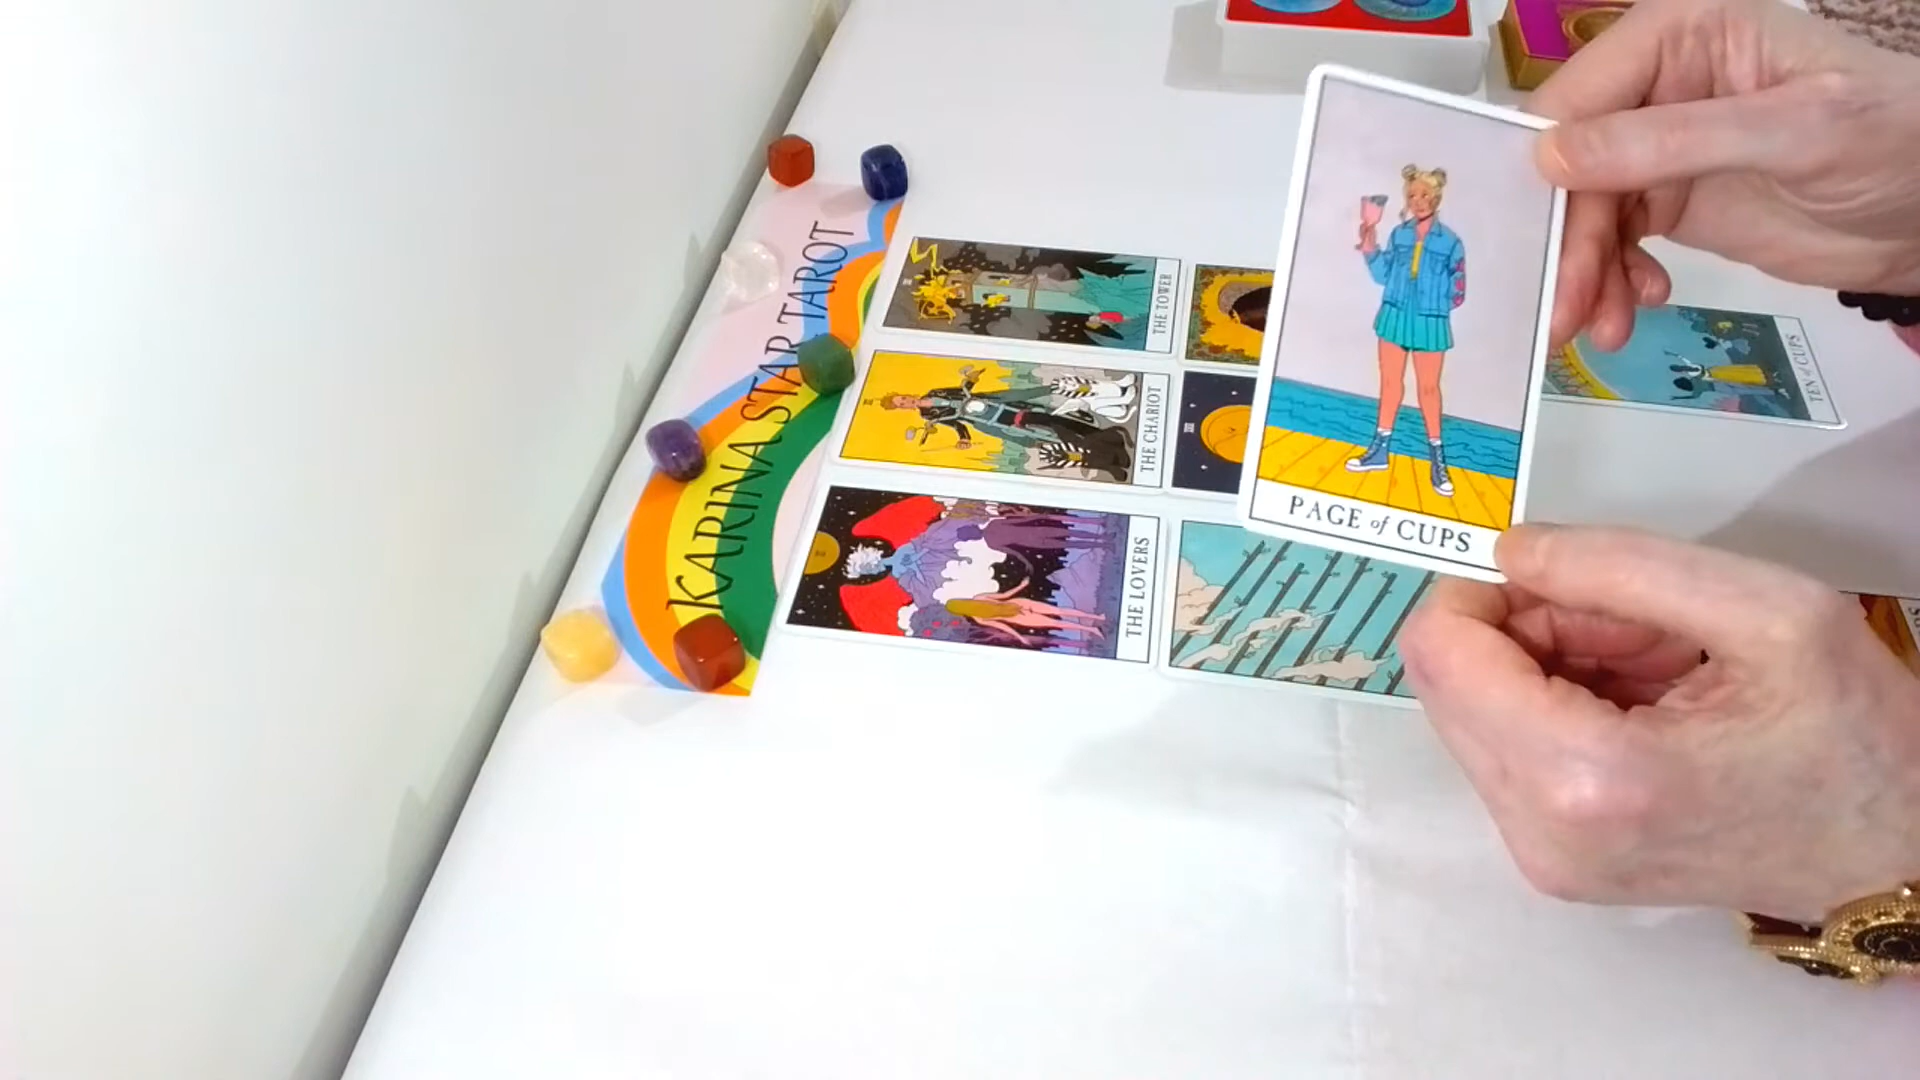 KARINA STAR TAROT
THE TOWER
THE CHARIOT
THE LOVERS
PAGE of CUPS
TEN of CUPS